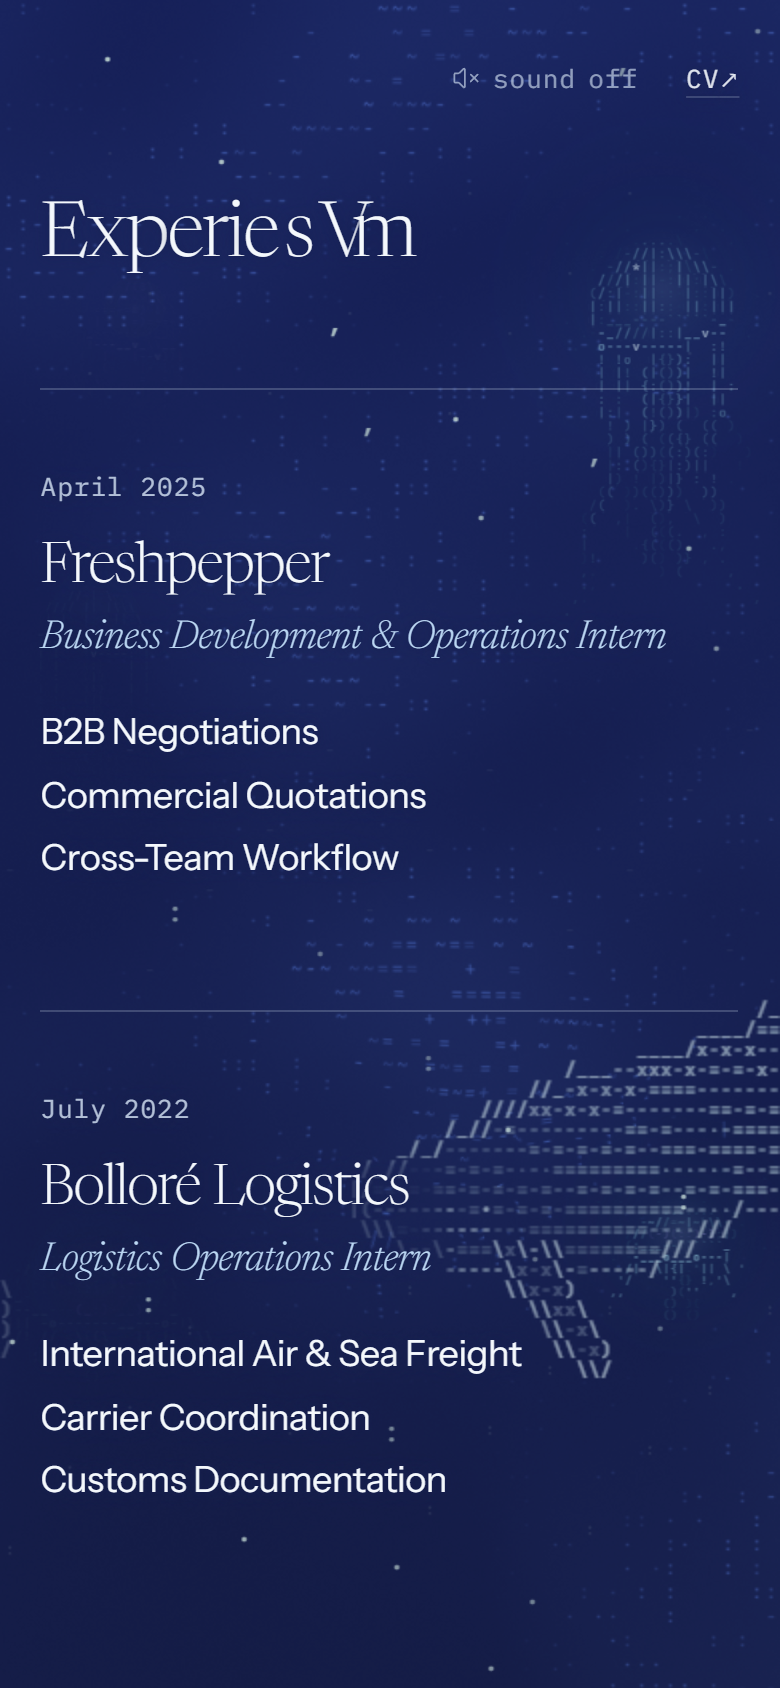 sound off CV↗
Experie s Vm
April 2025
Freshpepper
Business Development & Operations Intern
B2B Negotiations
Commercial Quotations
Cross-Team Workflow
July 2022
Bolloré Logistics
Logistics Operations Intern
International Air & Sea Freight
Carrier Coordination
Customs Documentation